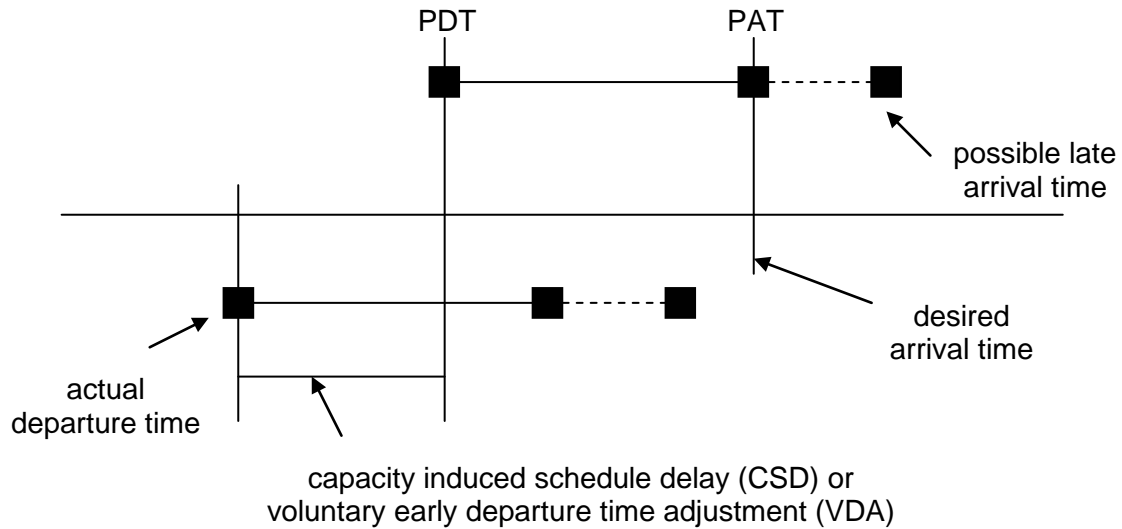 PDT
PAT
possible late
arrival time
desired
arrival time
actual
departure time
capacity induced schedule delay (CSD) or
voluntary early departure time adjustment (VDA)